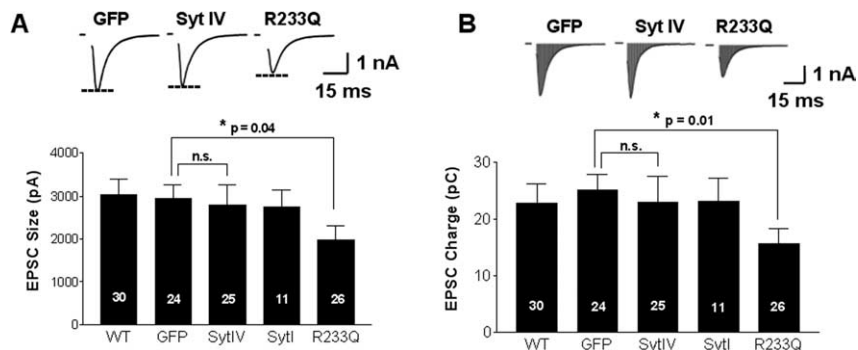 A
GFP Syt IV R233Q
1 nA
15 ms
* p = 0.04
n.s.
4000
3000
2000
1000
0
EPSC Size (pA)
30 24 25 11 26
WT GFP SytIV SytI R233Q
B
GFP Syt IV R233Q
1 nA
15 ms
* p = 0.01
n.s.
30
20
10
0
EPSC Charge (pC)
30 24 25 11 26
WT GFP SytIV SytI R233Q